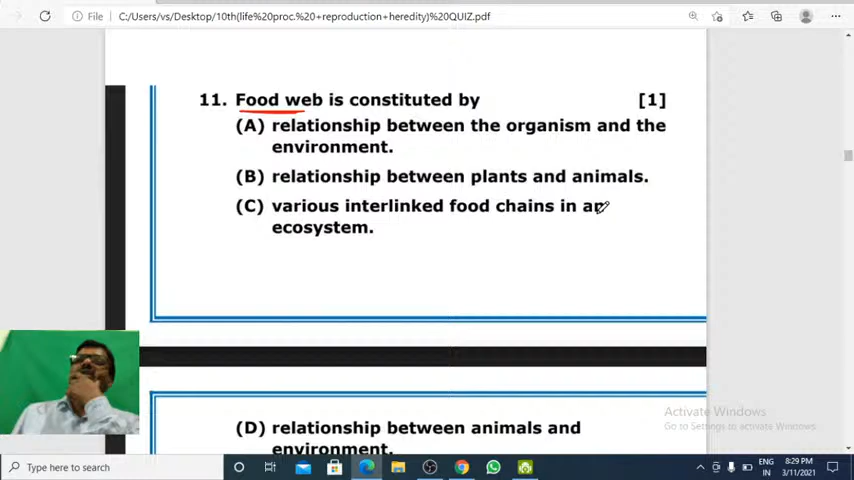 File | C:/Users/vs/Desktop/10th(life%20proc.%20+reproduction+heredity)%20QUIZ.pdf
11. Food web is constituted by [1]
(A) relationship between the organism and the
environment.
(B) relationship between plants and animals.
(C) various interlinked food chains in an
ecosystem.
(D) relationship between animals and
environment.
Activate Windows
Go to Settings to activate Windows.
Type here to search
ENG
IN
8:29 PM
3/11/2021